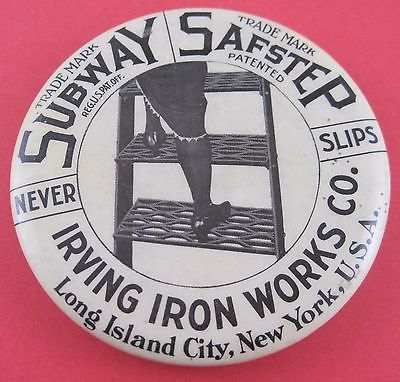 TRADE MARK
SUBWAY
REG.U.S.PAT.OFF.
TRADE MARK
SAFSTEP
PATENTED
NEVER
SLIPS
IRVING IRON WORKS CO.
Long Island City, New York, U.S.A.